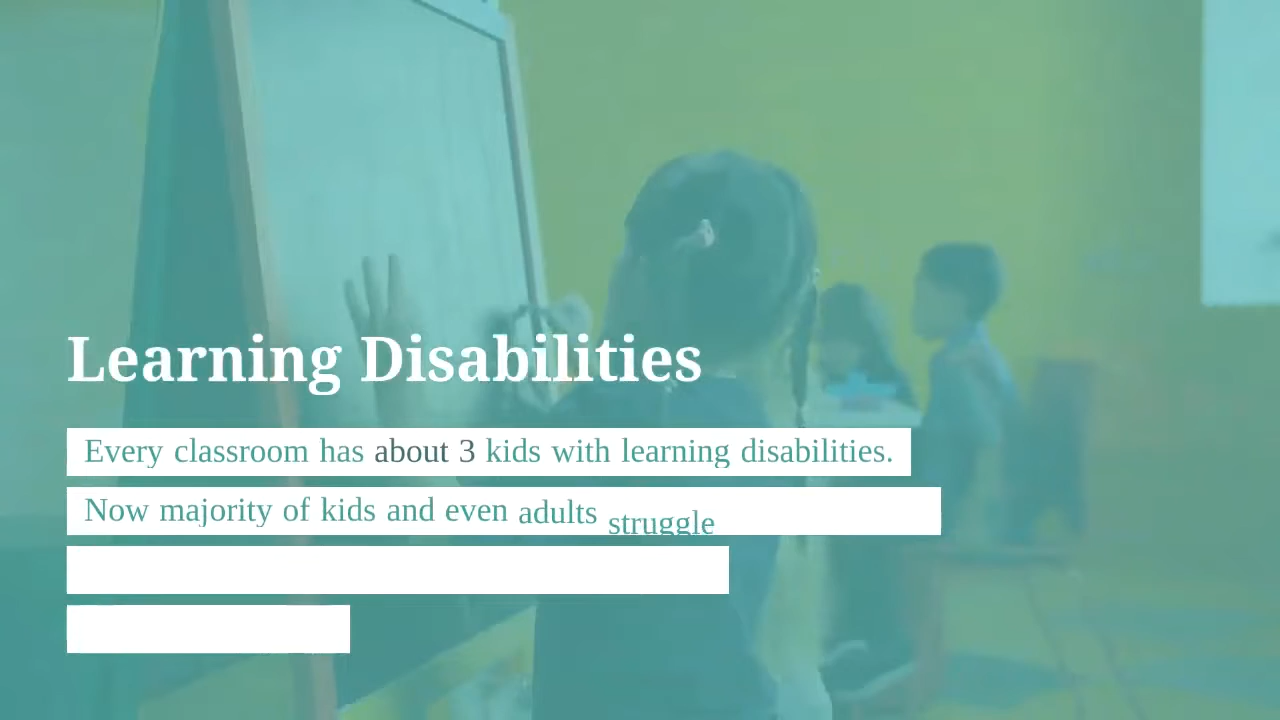 Learning Disabilities
Every classroom has about 3 kids with learning disabilities.
Now majority of kids and even adults struggle